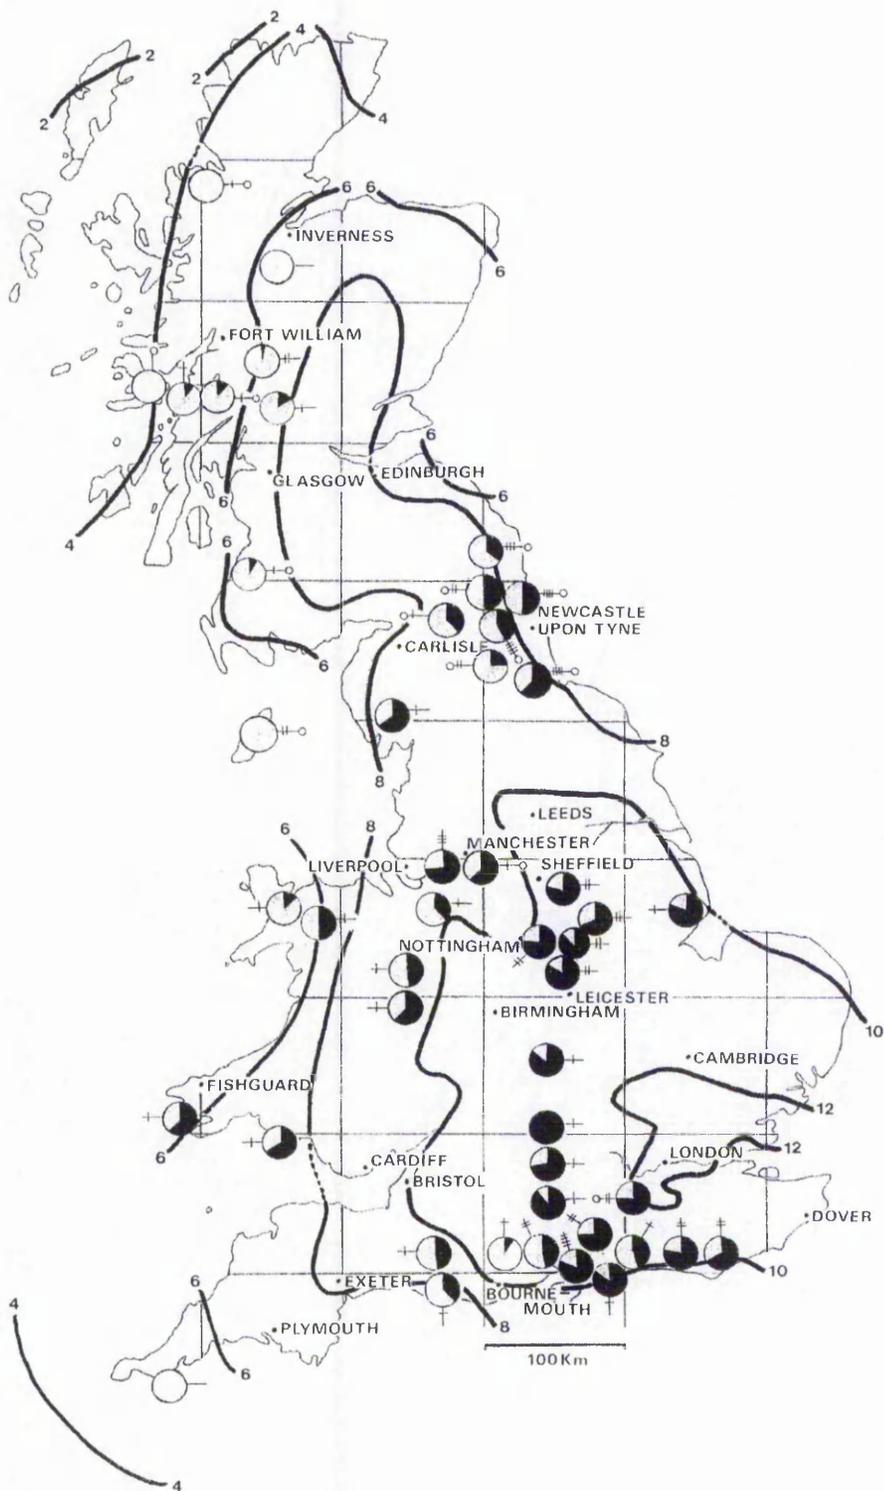 2
4
2
2
2
4
6 6
INVERNESS
6
FORT WILLIAM
6
EDINBURGH
GLASGOW
6
6
4
6
NEWCASTLE
UPON TYNE
CARLISLE
6
8
8
LEEDS
6
8
MANCHESTER
LIVERPOOL
SHEFFIELD
NOTTINGHAM
LEICESTER
BIRMINGHAM
10
CAMBRIDGE
FISHGUARD
12
12
6
LONDON
CARDIFF
BRISTOL
DOVER
10
EXETER
6
BOURNE-
MOUTH
4
8
PLYMOUTH
6
100Km
4